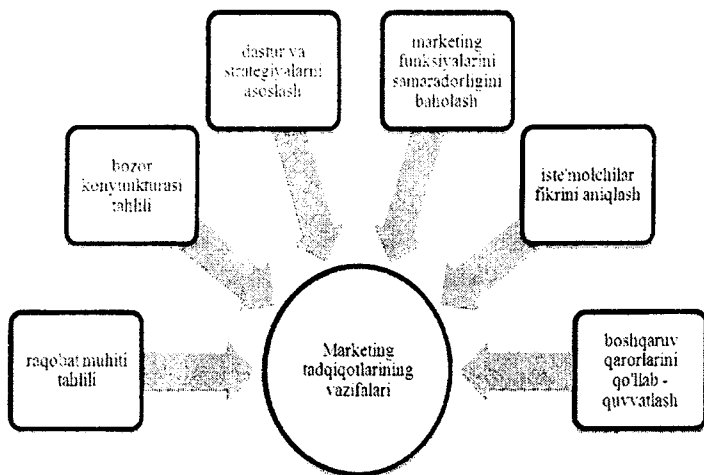 dastur va
strategiyalarni
asoslash
marketing
funksiyalarini
samaradorligini
baholash
bozor
konyunkturasi
tahlili
iste'molchilar
fikrini aniqlash
raqobat muhiti
tahlili
Marketing
tadqiqotlarining
vazifalari
boshqaruv
qarorlarini
qo'llab -
quvvatlash